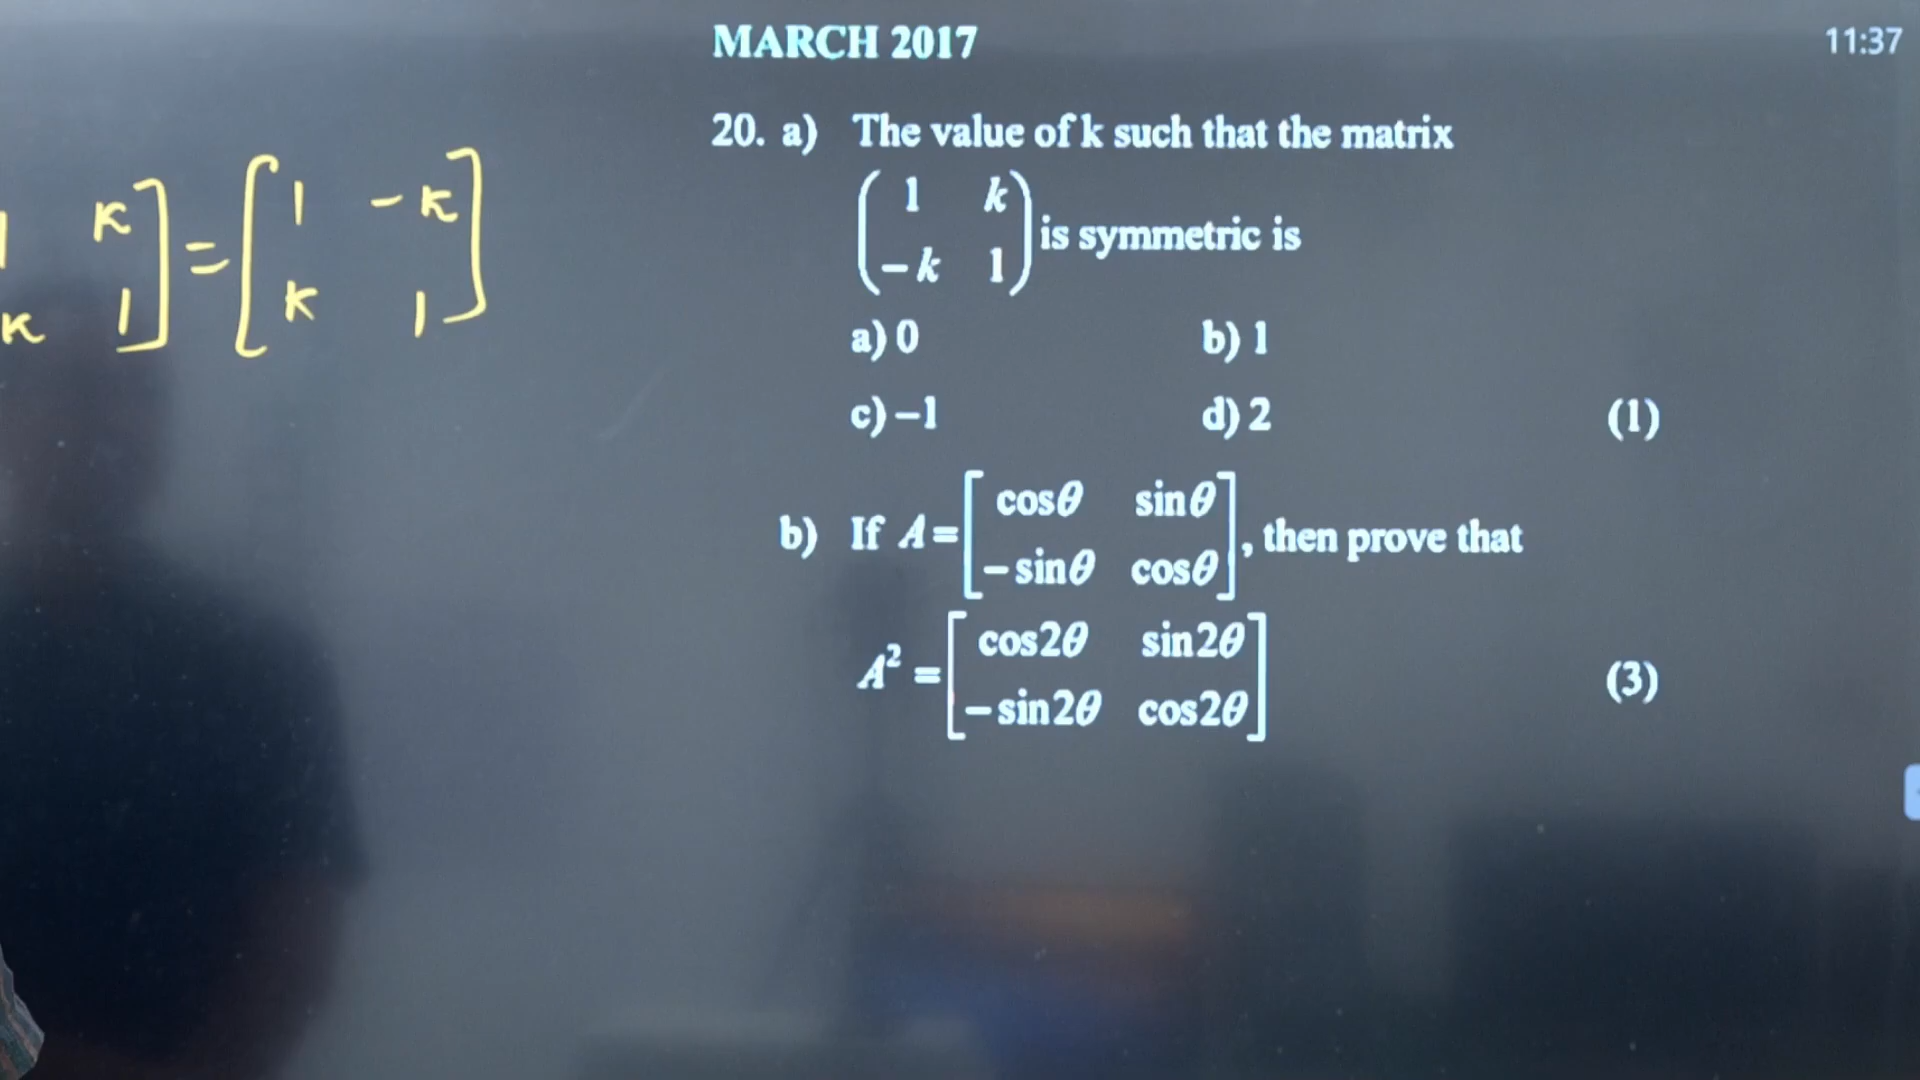 MARCH 2017
11:37
1 k] = [1 -k]
k 1] [k 1]
20. a) The value of k such that the matrix
( 1 k )
( -k 1 ) is symmetric is
a) 0 b) 1
c) –1 d) 2 (1)
b) If A= [ cosθ sinθ ]
[ -sinθ cosθ ], then prove that
A² = [ cos2θ sin2θ ]
[ -sin2θ cos2θ ] (3)